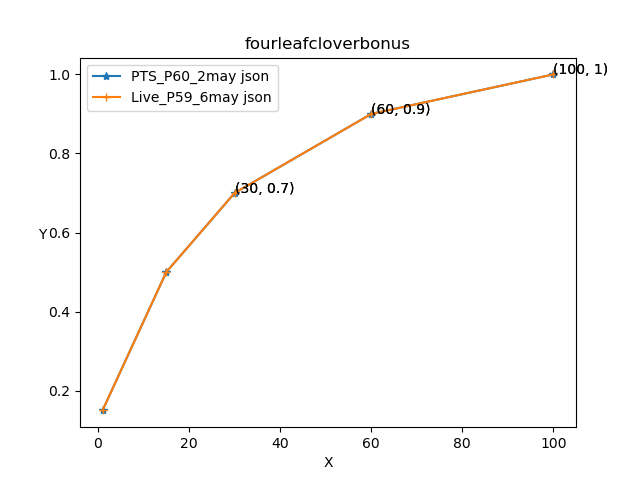 fourleafcloverbonus
PTS_P60_2may json
Live_P59_6may json
(100, 1)
(60, 0.9)
(30, 0.7)
1.0
0.8
0.6
0.4
0.2
Y
0
20
40
60
80
100
X